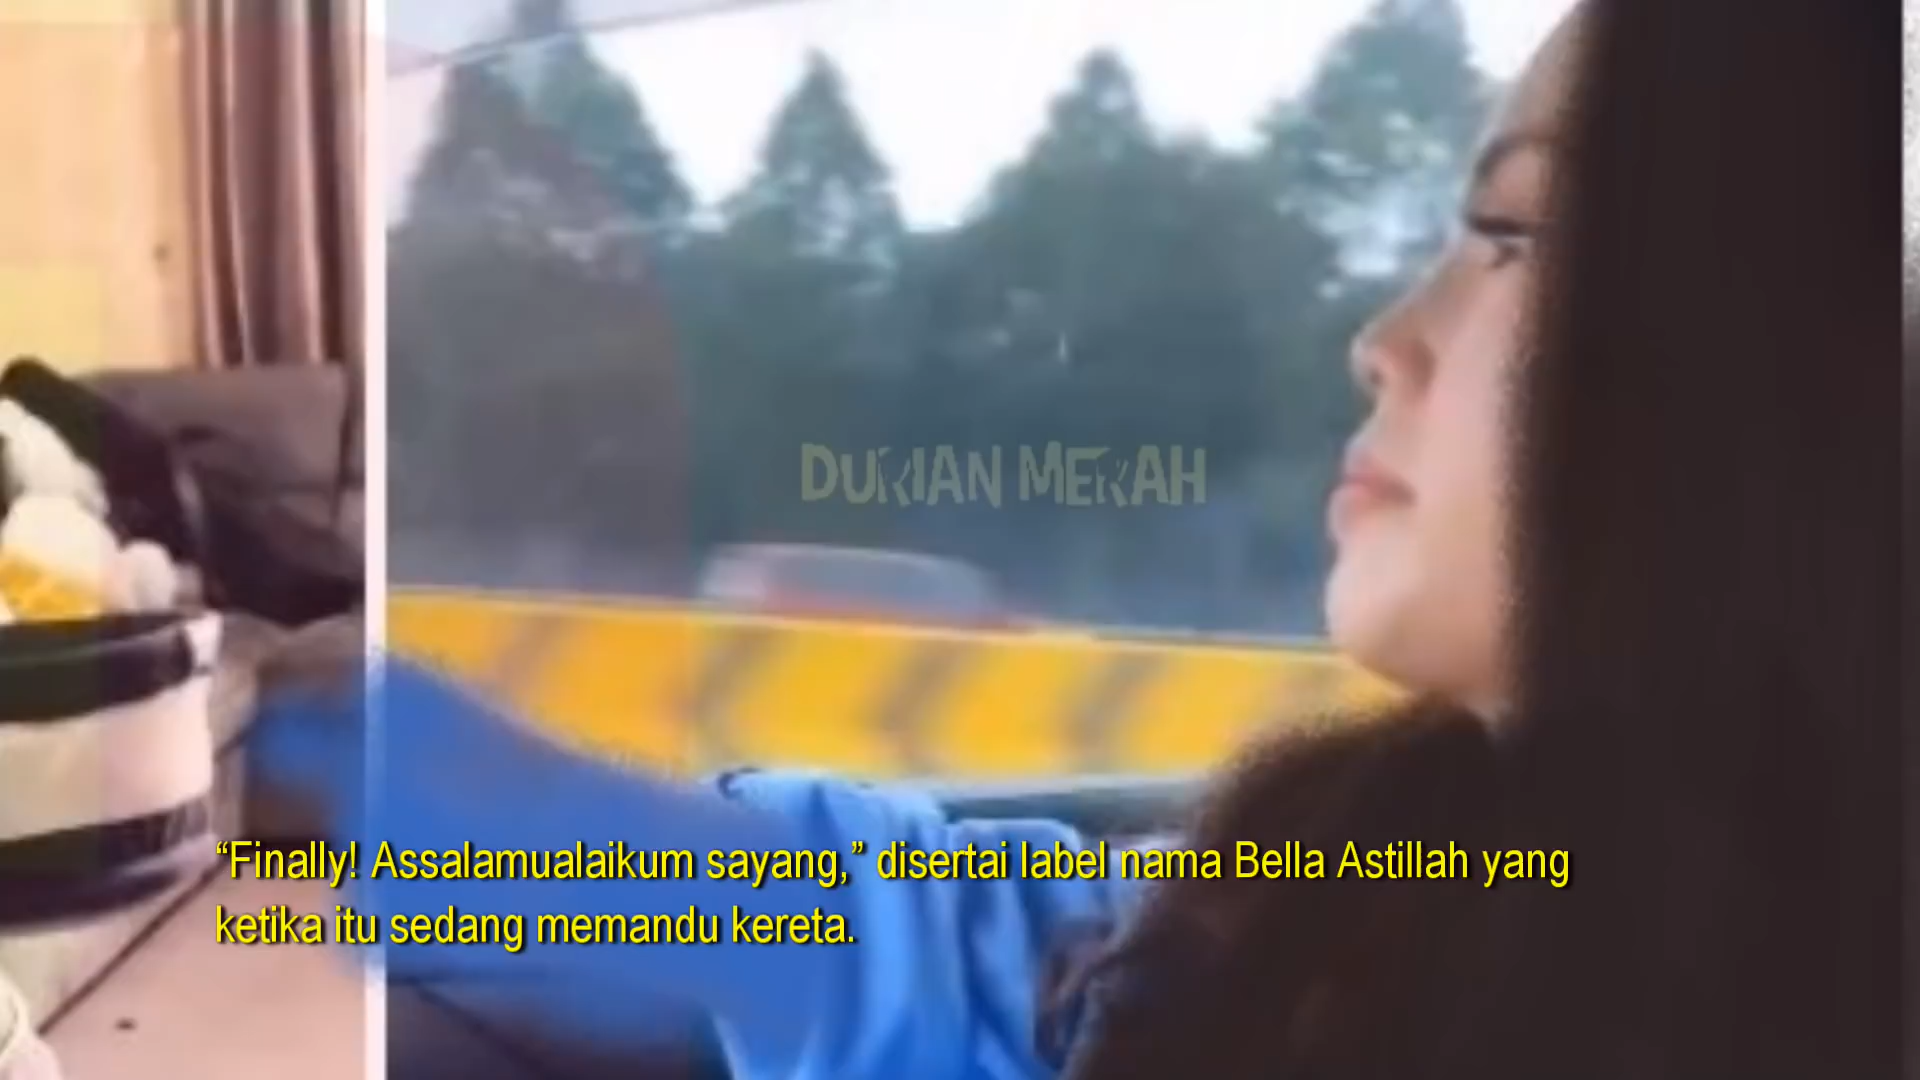 DURIAN MERAH
“Finally! Assalamualaikum sayang,” disertai label nama Bella Astillah yang
ketika itu sedang memandu kereta.